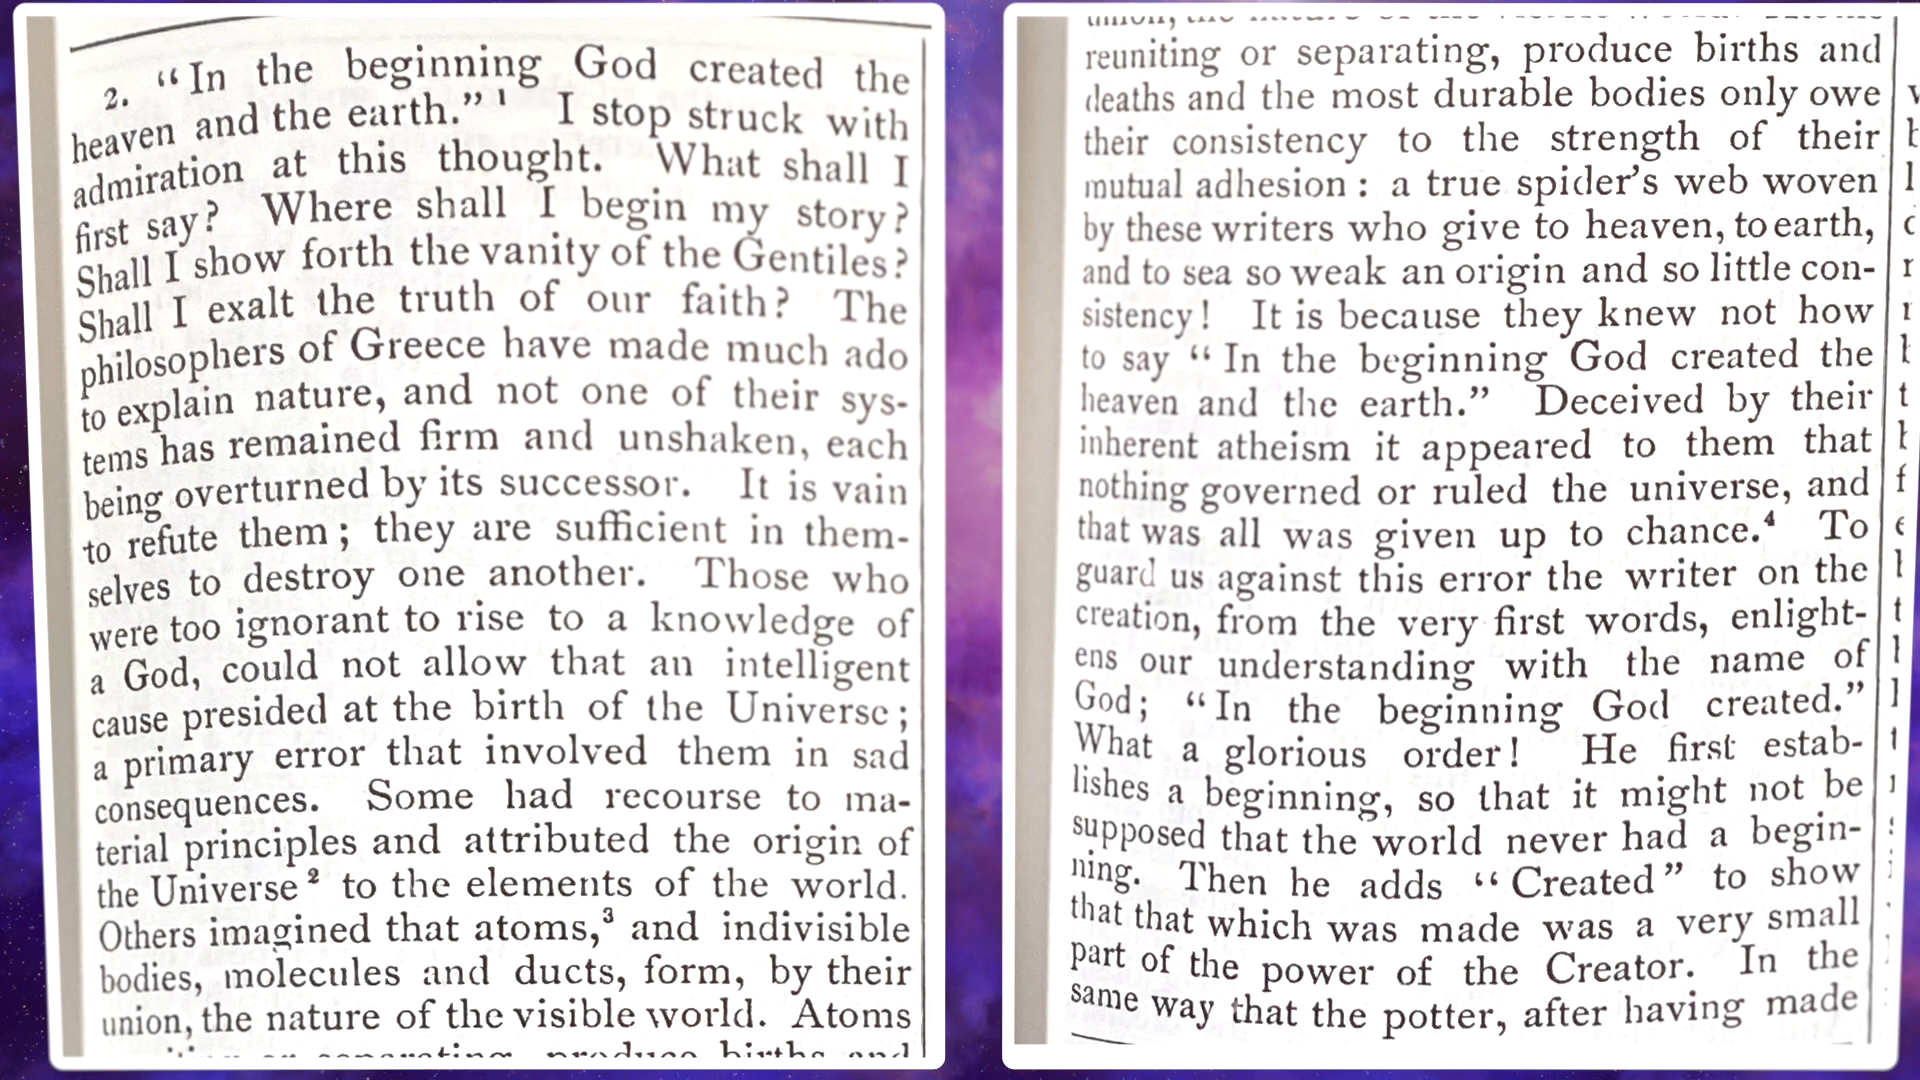 2. “In the beginning God created the
heaven and the earth.” 1 I stop struck with
admiration at this thought. What shall I
first say? Where shall I begin my story?
Shall I show forth the vanity of the Gentiles?
Shall I exalt the truth of our faith? The
philosophers of Greece have made much ado
to explain nature, and not one of their sys-
tems has remained firm and unshaken, each
being overturned by its successor. It is vain
to refute them; they are sufficient in them-
selves to destroy one another. Those who
were too ignorant to rise to a knowledge of
a God, could not allow that an intelligent
cause presided at the birth of the Universe;
a primary error that involved them in sad
consequences. Some had recourse to ma-
terial principles and attributed the origin of
the Universe 2 to the elements of the world.
Others imagined that atoms,3 and indivisible
bodies, molecules and ducts, form, by their
union, the nature of the visible world. Atoms
reuniting or separating, produce births and
deaths and the most durable bodies only owe
their consistency to the strength of their
mutual adhesion: a true spider’s web woven
by these writers who give to heaven, to earth,
and to sea so weak an origin and so little con-
sistency! It is because they knew not how
to say “In the beginning God created the
heaven and the earth.” Deceived by their
inherent atheism it appeared to them that
nothing governed or ruled the universe, and
that was all was given up to chance.4 To
guard us against this error the writer on the
creation, from the very first words, enlight-
ens our understanding with the name of
God; “In the beginning God created.”
What a glorious order! He first estab-
lishes a beginning, so that it might not be
supposed that the world never had a begin-
ning. Then he adds “Created” to show
that that which was made was a very small
part of the power of the Creator. In the
same way that the potter, after having made